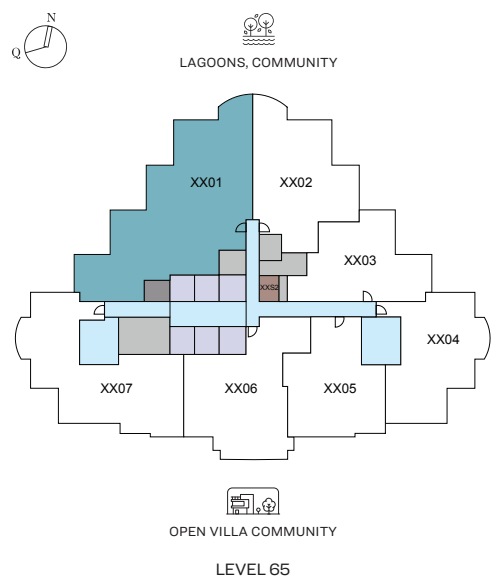 N
Q
LAGOONS, COMMUNITY
XX01
XX02
XX03
XXS2
XX04
XX07
XX06
XX05
OPEN VILLA COMMUNITY
LEVEL 65